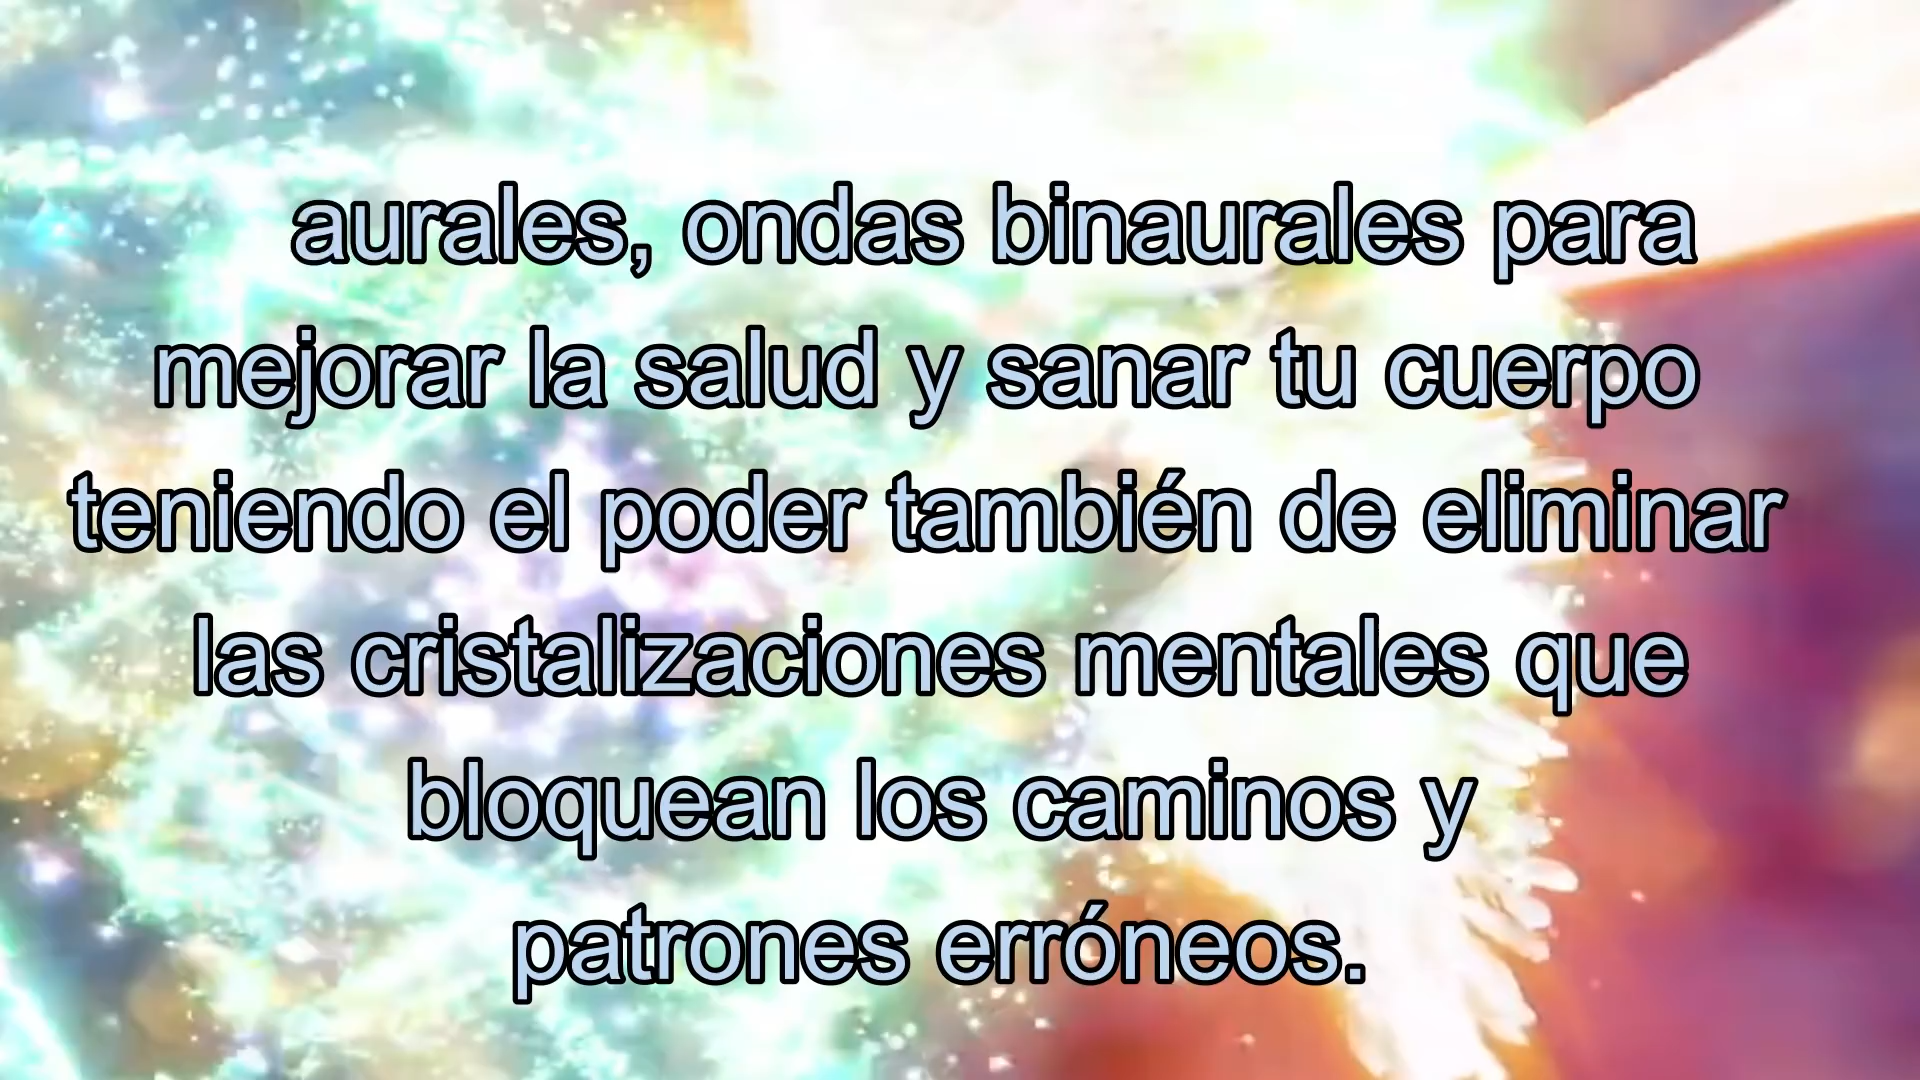 aurales, ondas binaurales para
mejorar la salud y sanar tu cuerpo
teniendo el poder también de eliminar
las cristalizaciones mentales que
bloquean los caminos y
patrones erróneos.